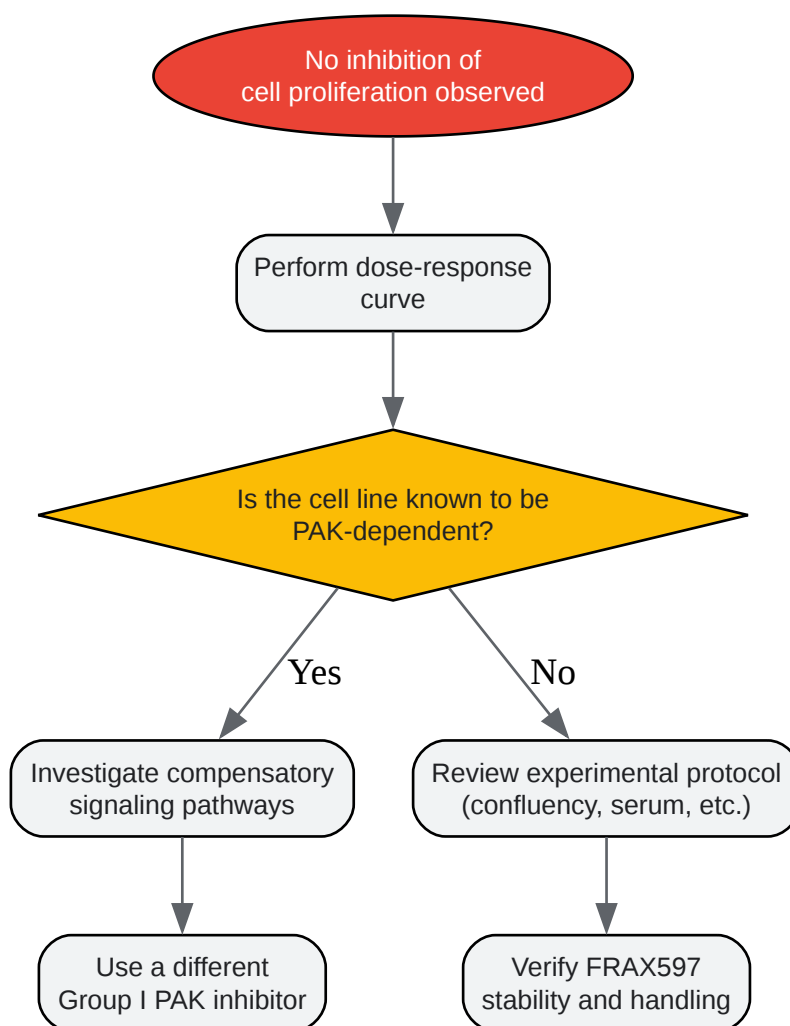 No inhibition of
cell proliferation observed
Perform dose-response
curve
Is the cell line known to be
PAK-dependent?
Yes
No
Investigate compensatory
signaling pathways
Review experimental protocol
(confluency, serum, etc.)
Use a different
Group I PAK inhibitor
Verify FRAX597
stability and handling